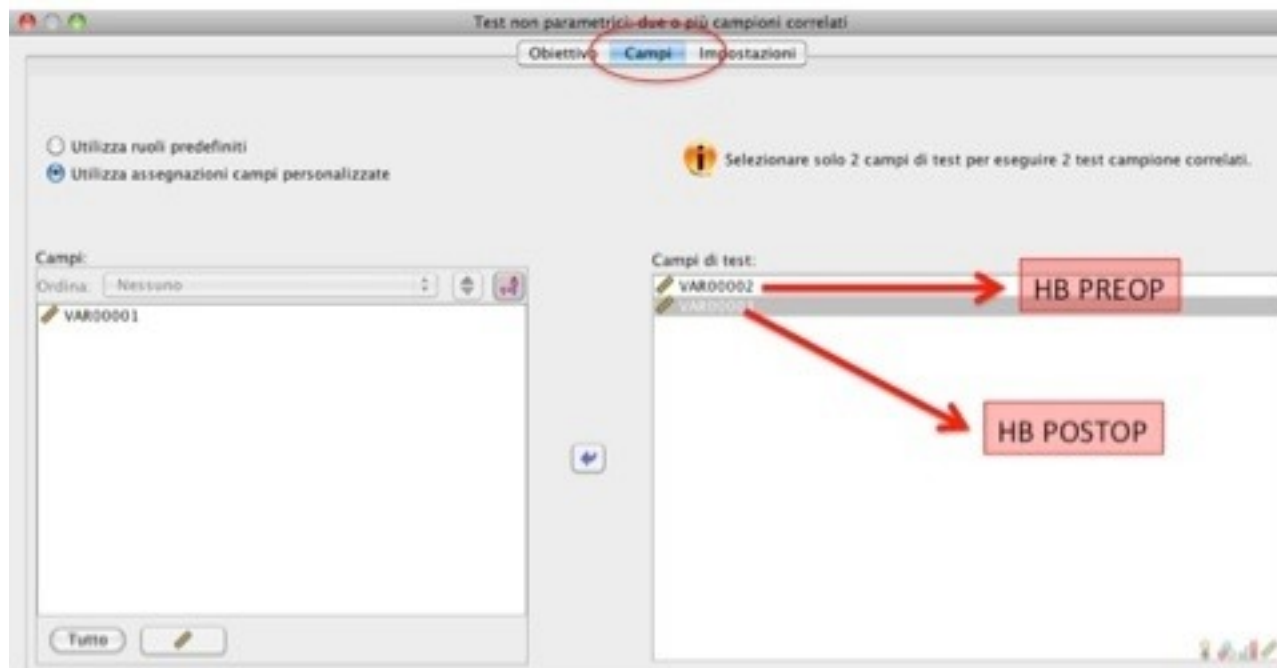 Test non parametrici: due o più campioni correlati
Obiettivo Campi Impostazioni
Utilizza ruoli predefiniti
Utilizza assegnazioni campi personalizzate
Selezionare solo 2 campi di test per eseguire 2 test campione correlati.
Campi:
Ordina: Nessuno
VAR00001
Tutto
Campi di test:
VAR00002
HB PREOP
HB POSTOP